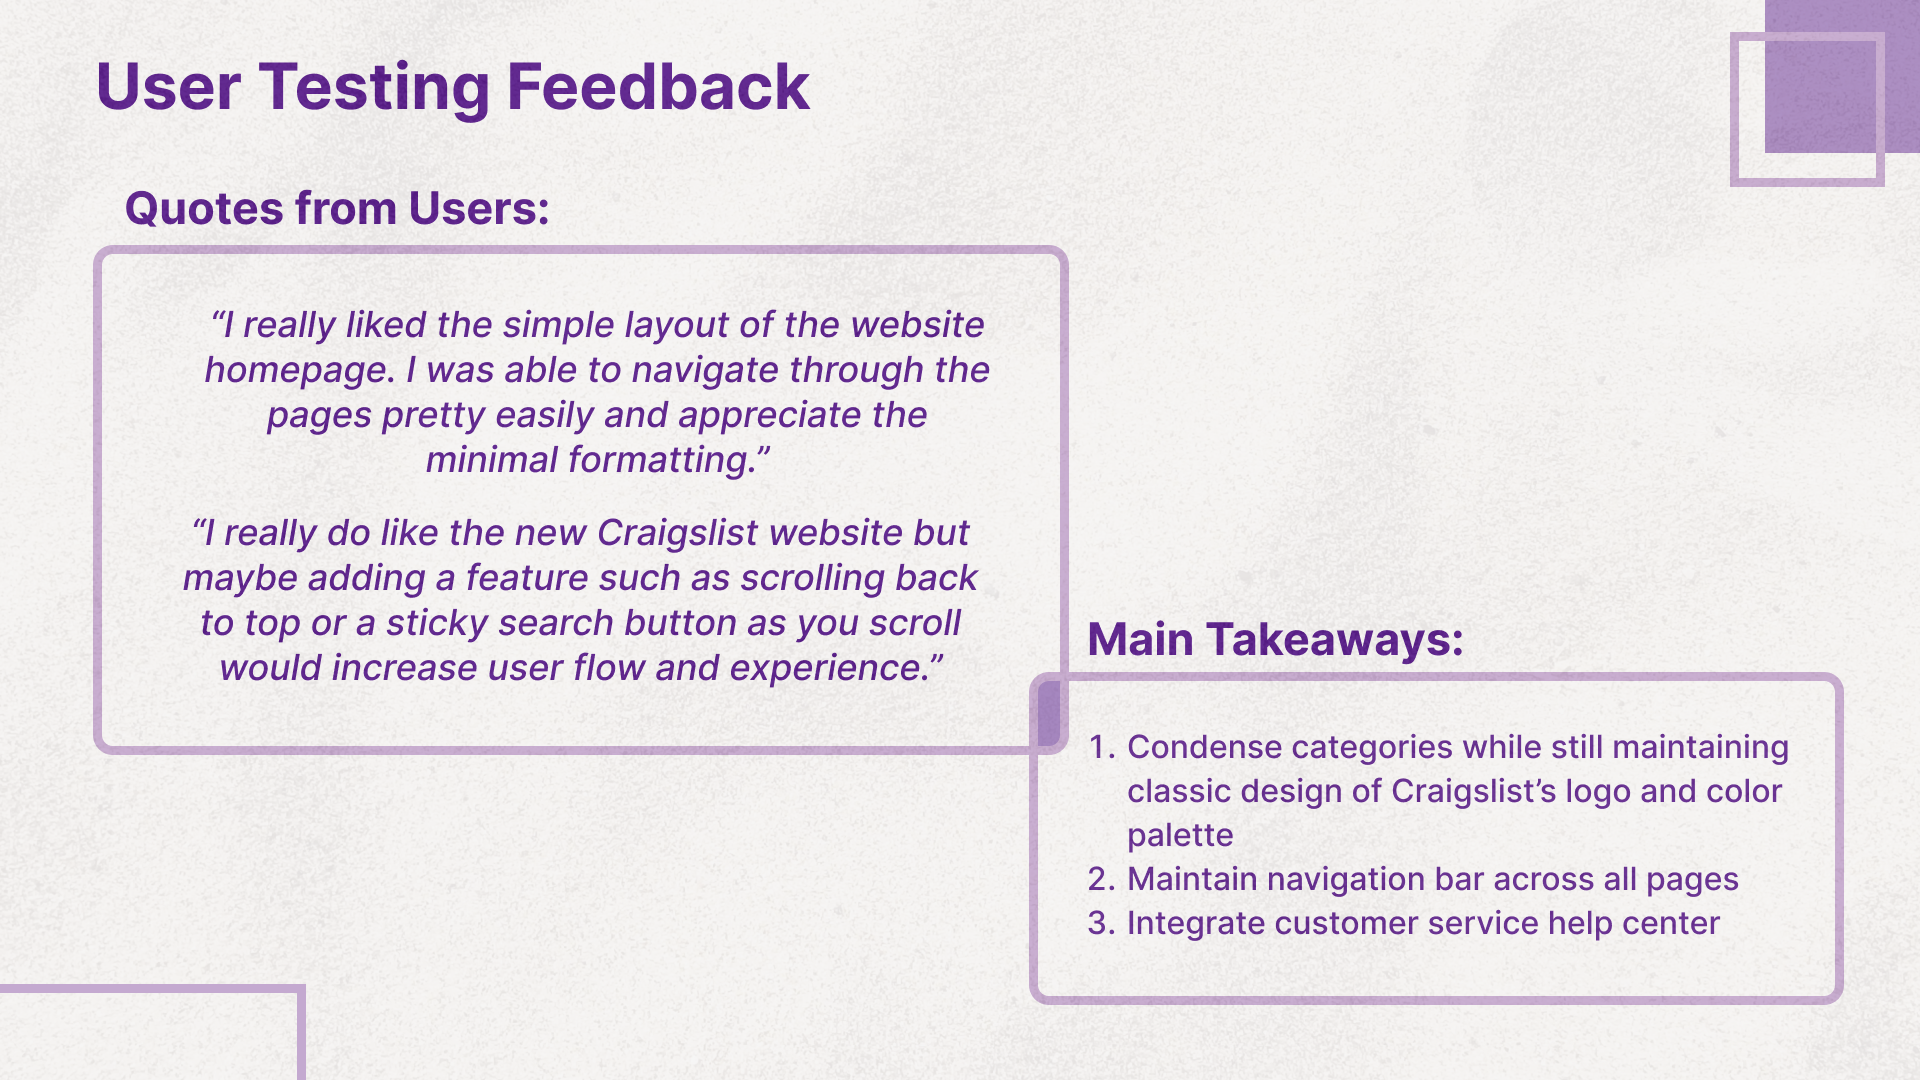 User Testing Feedback
Quotes from Users:
“I really liked the simple layout of the website
homepage. I was able to navigate through the
pages pretty easily and appreciate the
minimal formatting.”
“I really do like the new Craigslist website but
maybe adding a feature such as scrolling back
to top or a sticky search button as you scroll
would increase user flow and experience.”
Main Takeaways:
1. Condense categories while still maintaining
classic design of Craigslist’s logo and color
palette
2. Maintain navigation bar across all pages
3. Integrate customer service help center